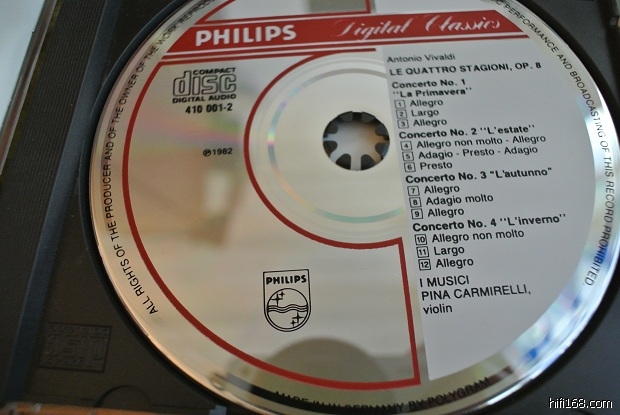 PHILIPS Digital Classics
COMPACT
disc
DIGITAL AUDIO
410 001-2
℗1982
Antonio Vivaldi
LE QUATTRO STAGIONI, OP. 8
Concerto No. 1
"La Primavera"
1 Allegro
2 Largo
3 Allegro
Concerto No. 2 "L'estate"
4 Allegro non molto - Allegro
5 Adagio - Presto - Adagio
6 Presto
Concerto No. 3 "L'autunno"
7 Allegro
8 Adagio molto
9 Allegro
Concerto No. 4 "L'inverno"
10 Allegro non molto
11 Largo
12 Allegro
I MUSICI
PINA CARMIRELLI,
violin
PHILIPS
ALL RIGHTS OF THE PRODUCER AND OF THE OWNER OF THE WORK
PERFORMANCE AND BROADCASTING OF THIS RECORD PROHIBITED
BY POLYGRAM
hifi168.com